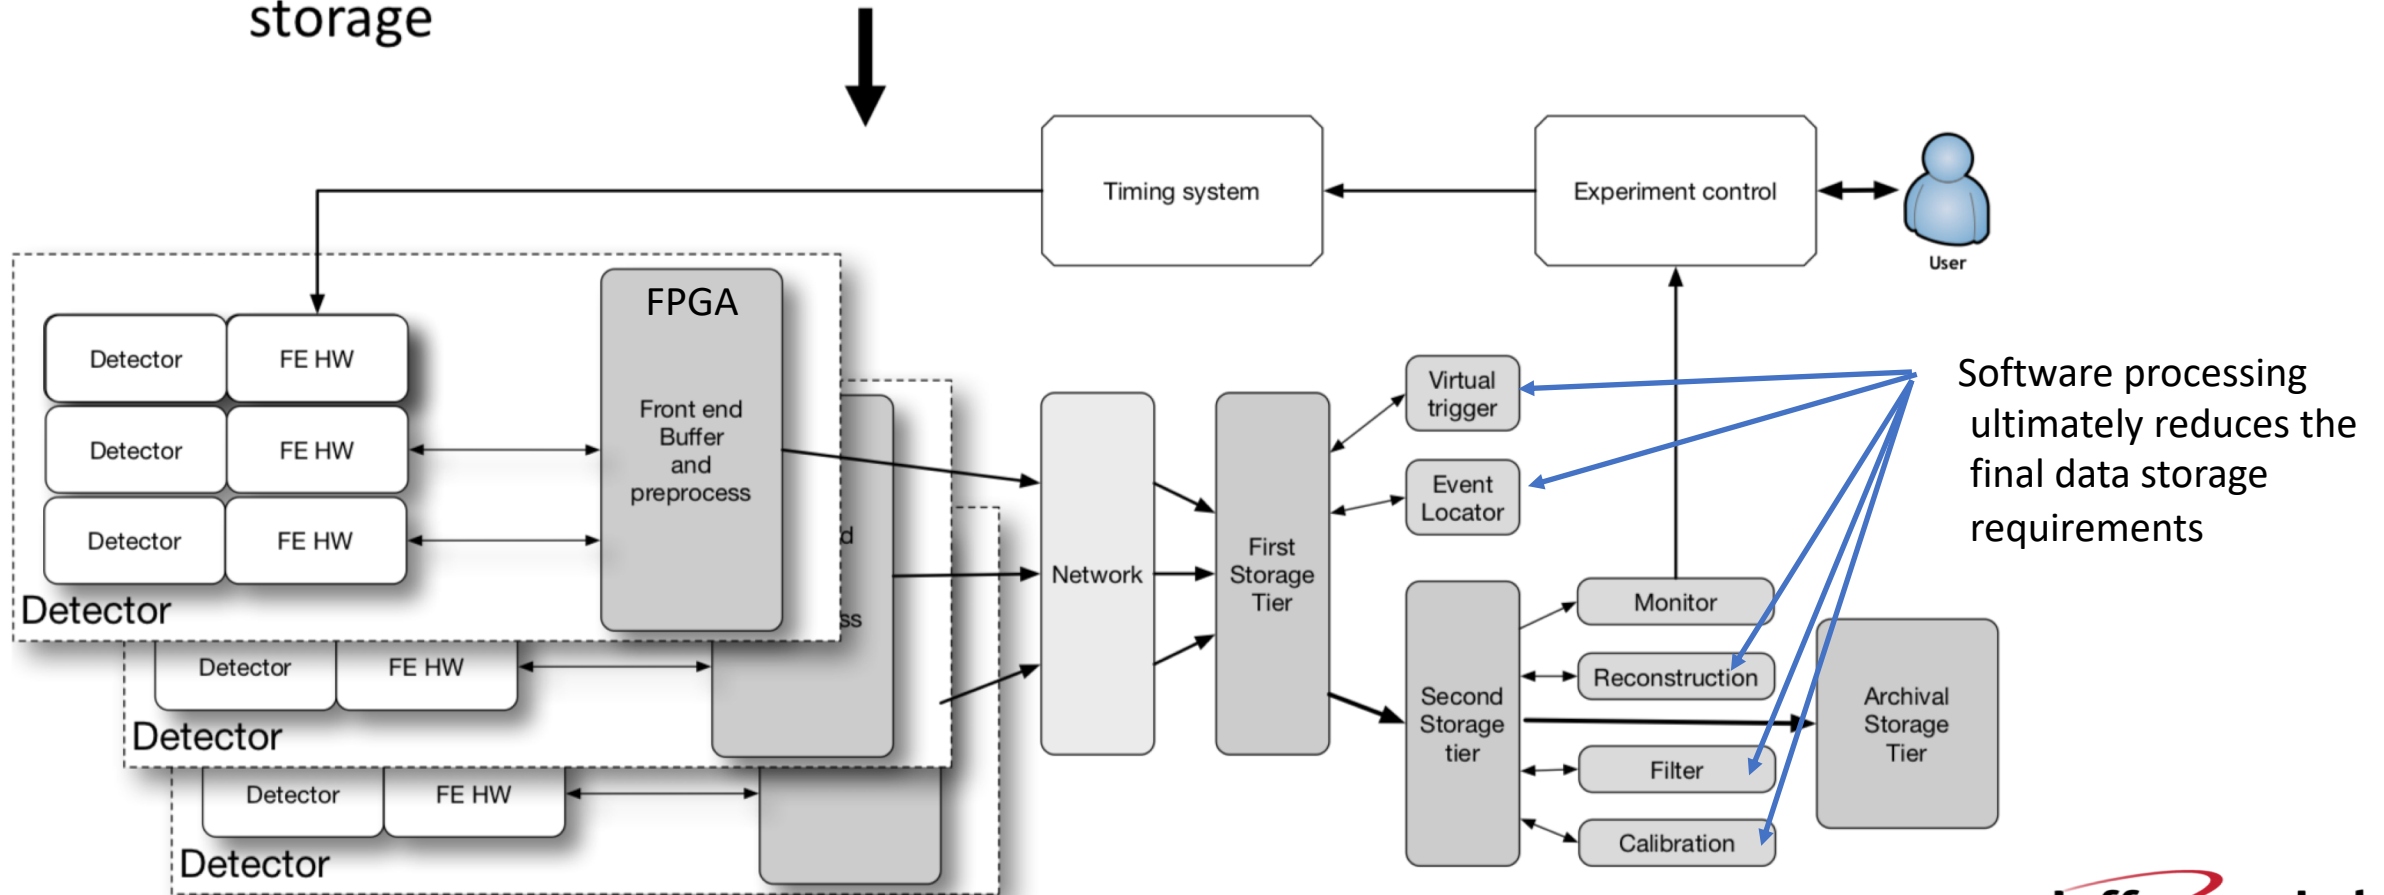 storage
Timing system
Experiment control
User
FPGA
Front end
Buffer
and
preprocess
Detector
FE HW
Detector
FE HW
Detector
FE HW
Detector
d
ss
Detector
FE HW
Detector
Detector
FE HW
Detector
Network
First
Storage
Tier
Virtual
trigger
Event
Locator
Second
Storage
tier
Monitor
Reconstruction
Filter
Calibration
Archival
Storage
Tier
Software processing
ultimately reduces the
final data storage
requirements